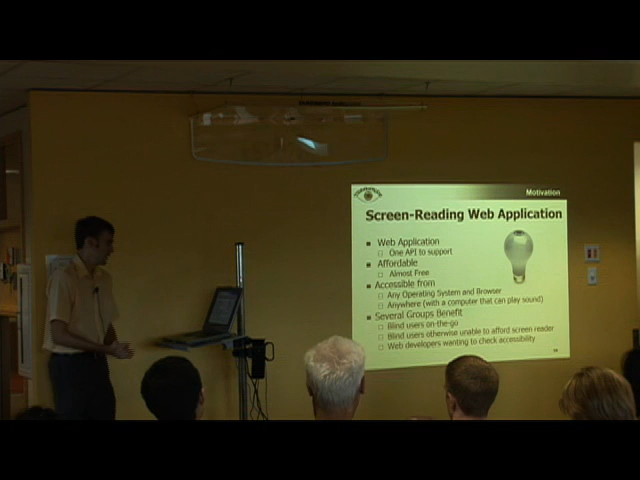 Motivation
Screen-Reading Web Application
Web Application
One API to support
Affordable
Almost Free
Accessible from
Any Operating System and Browser
Anywhere (with a computer that can play sound)
Several Groups Benefit
Blind users on-the-go
Blind users otherwise unable to afford screen reader
Web developers wanting to check accessibility